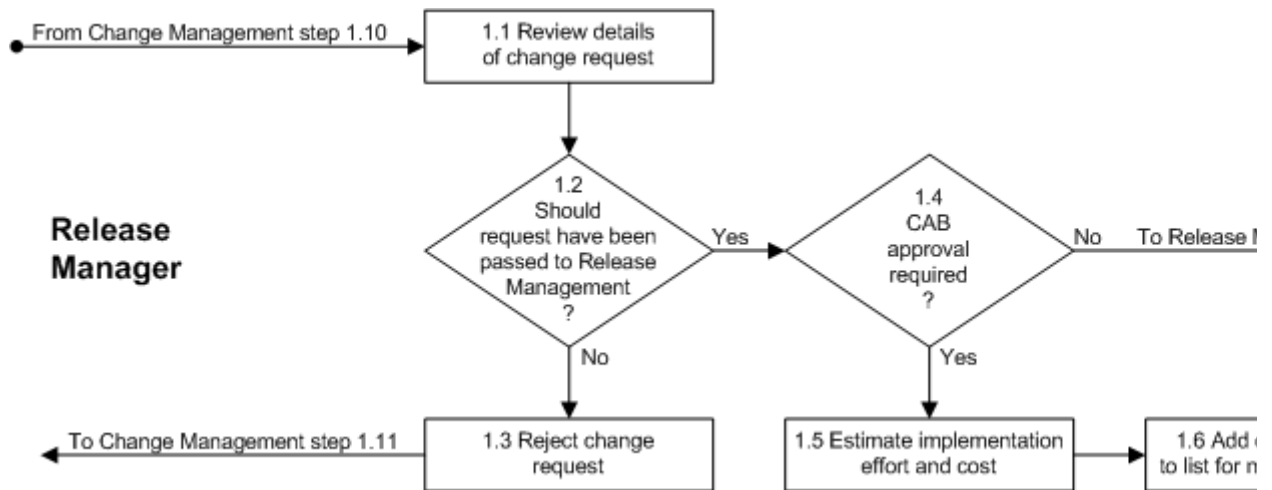 From Change Management step 1.10
1.1 Review details
of change request
1.2
Should
request have been
passed to Release
Management
?
Yes
No
1.4
CAB
approval
required
?
No
To Release
Yes
Release
Manager
To Change Management step 1.11
1.3 Reject change
request
1.5 Estimate implementation
effort and cost
1.6 Add
to list for